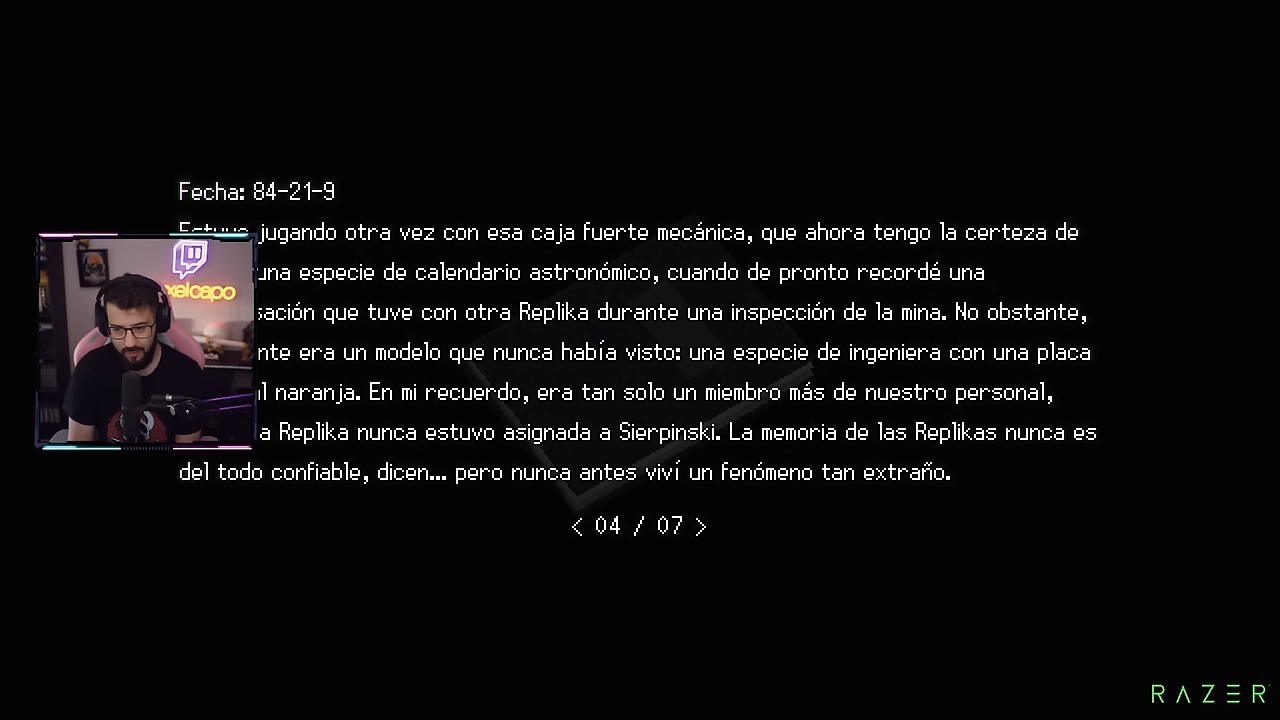 Fecha: 84-21-9
Estuve jugando otra vez con esa caja fuerte mecánica, que ahora tengo la certeza de
una especie de calendario astronómico, cuando de pronto recordé una
sación que tuve con otra Replika durante una inspección de la mina. No obstante,
nte era un modelo que nunca había visto: una especie de ingeniera con una placa
l naranja. En mi recuerdo, era tan solo un miembro más de nuestro personal,
a Replika nunca estuvo asignada a Sierpinski. La memoria de las Replikas nunca es
del todo confiable, dicen... pero nunca antes viví un fenómeno tan extraño.
< 04 / 07 >
xelcapo
RAZER